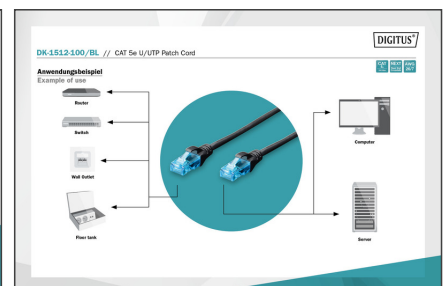 DIGITUS®
DK-1512-100/BL // CAT 5e U/UTP Patch Cord
Anwendungsbeispiel
Example of use
Router
Switch
Wall Outlet
Floor tank
Computer
Server